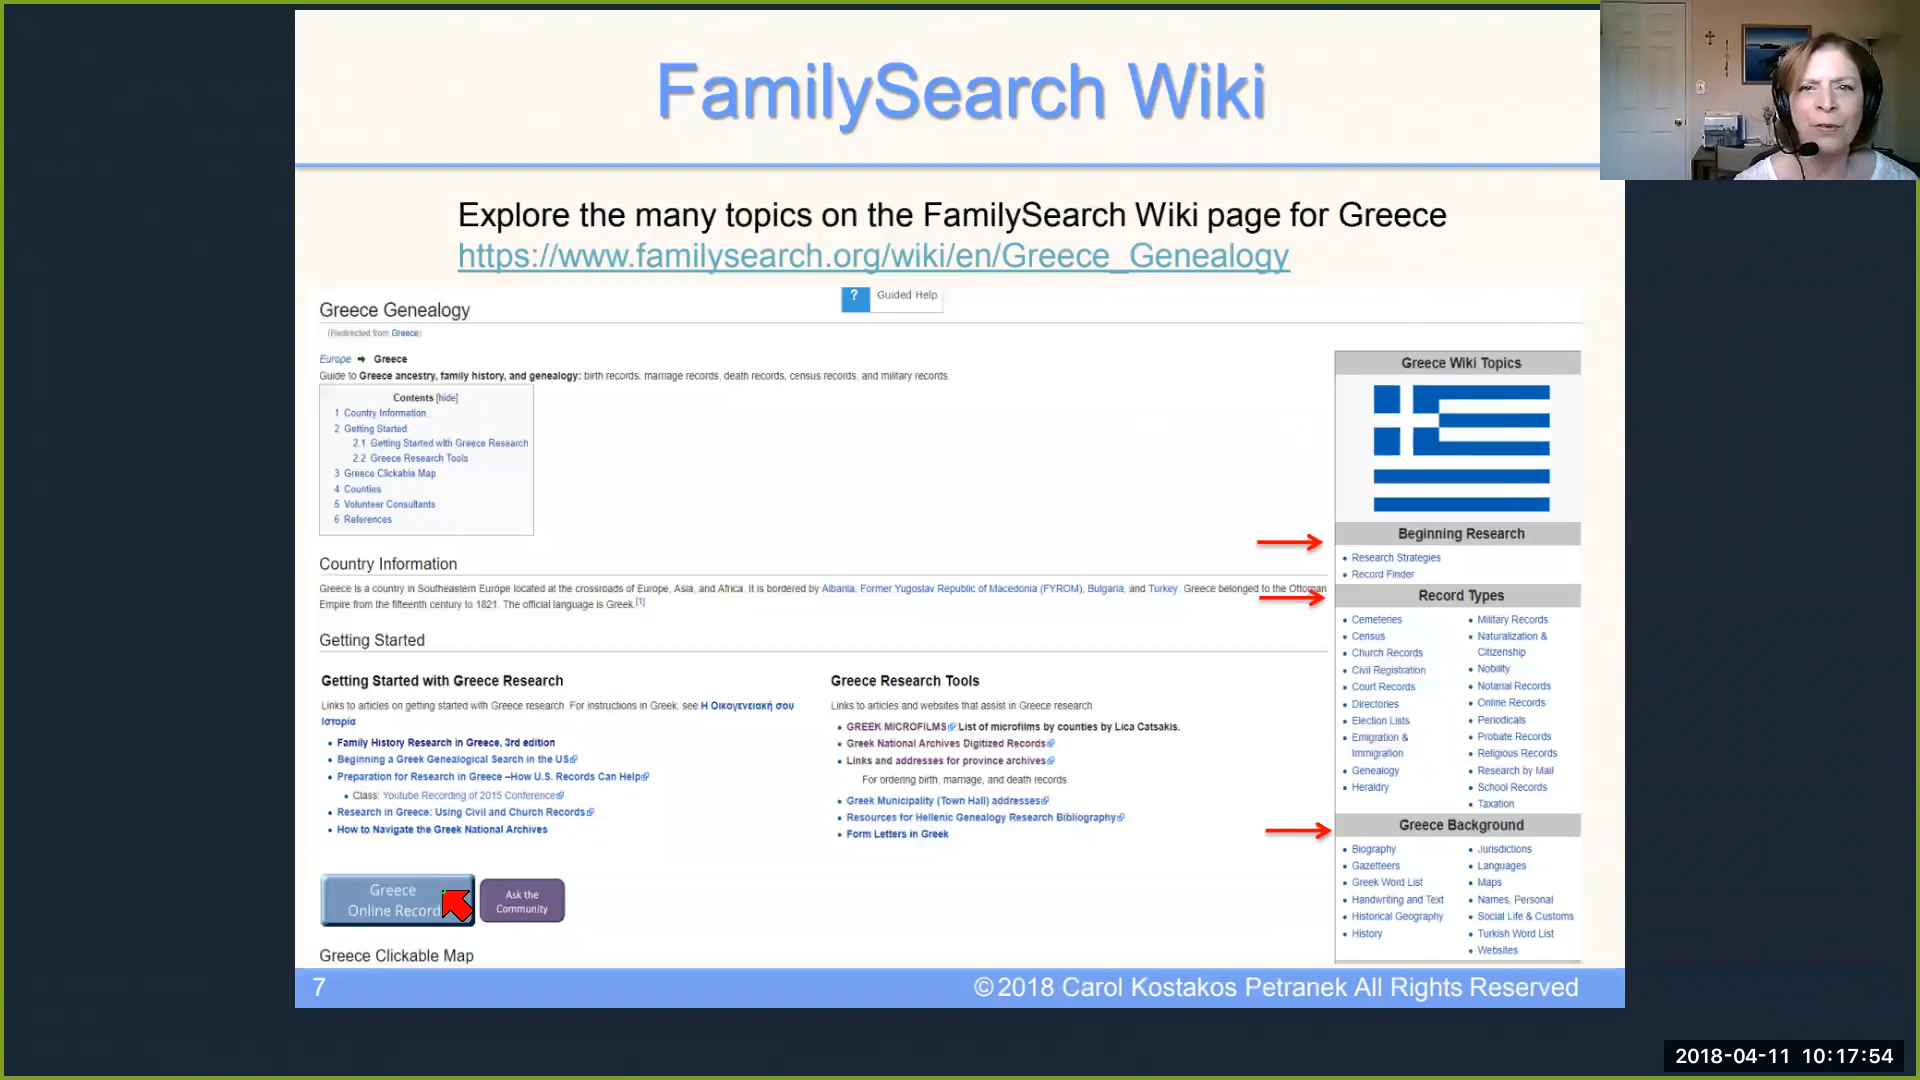 FamilySearch Wiki
Explore the many topics on the FamilySearch Wiki page for Greece
https://www.familysearch.org/wiki/en/Greece_Genealogy
? Guided Help
Greece Genealogy
(Redirected from Greece)
Europe ➡ Greece
Guide to Greece ancestry, family history, and genealogy: birth records, marriage records, death records, census records, and military records.
Contents [hide]
1 Country Information
2 Getting Started
2.1 Getting Started with Greece Research
2.2 Greece Research Tools
3 Greece Clickable Map
4 Counties
5 Volunteer Consultants
6 References
Country Information
Greece is a country in Southeastern Europe located at the crossroads of Europe, Asia, and Africa. It is bordered by Albania, Former Yugoslav Republic of Macedonia (FYROM), Bulgaria, and Turkey. Greece belonged to the Ottoman
Empire from the fifteenth century to 1821. The official language is Greek.[1]
Getting Started
Getting Started with Greece Research
Links to articles on getting started with Greece research. For instructions in Greek, see Η Οικογενειακή σου
Ιστορία
• Family History Research in Greece, 3rd edition
• Beginning a Greek Genealogical Search in the US
• Preparation for Research in Greece –How U.S. Records Can Help
• Class: Youtube Recording of 2015 Conference
• Research in Greece: Using Civil and Church Records
• How to Navigate the Greek National Archives
Greece Research Tools
Links to articles and websites that assist in Greece research.
• GREEK MICROFILMS List of microfilms by counties by Lica Catsakis.
• Greek National Archives Digitized Records
• Links and addresses for province archives
For ordering birth, marriage, and death records
• Greek Municipality (Town Hall) addresses
• Resources for Hellenic Genealogy Research Bibliography
• Form Letters in Greek
Greece
Online Record
Ask the
Community
Greece Clickable Map
Greece Wiki Topics
Beginning Research
• Research Strategies
• Record Finder
Record Types
• Cemeteries
• Census
• Church Records
• Civil Registration
• Court Records
• Directories
• Election Lists
• Emigration &
Immigration
• Genealogy
• Heraldry
• Military Records
• Naturalization &
Citizenship
• Nobility
• Notarial Records
• Online Records
• Periodicals
• Probate Records
• Religious Records
• Research by Mail
• School Records
• Taxation
Greece Background
• Biography
• Gazetteers
• Greek Word List
• Handwriting and Text
• Historical Geography
• History
• Jurisdictions
• Languages
• Maps
• Names, Personal
• Social Life & Customs
• Turkish Word List
• Websites
7
©2018 Carol Kostakos Petranek All Rights Reserved
2018-04-11 10:17:54